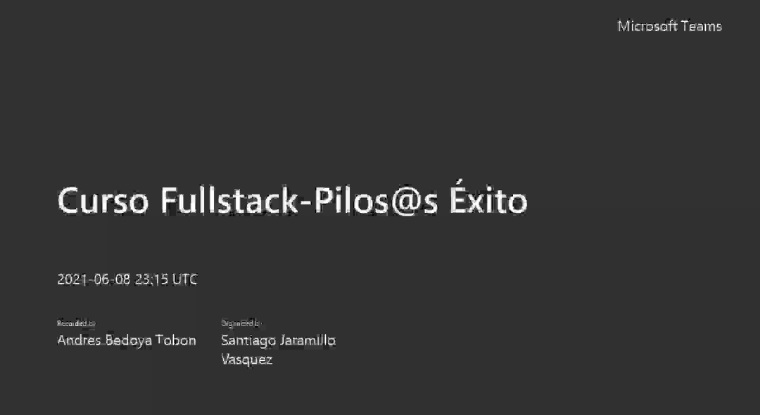 Microsoft Teams
Curso Fullstack-Pilos@s Éxito
2021-06-08 23:15 UTC
Recorded by
Organized by
Andres Bedoya Tobon
Santiago Jaramillo
Vasquez